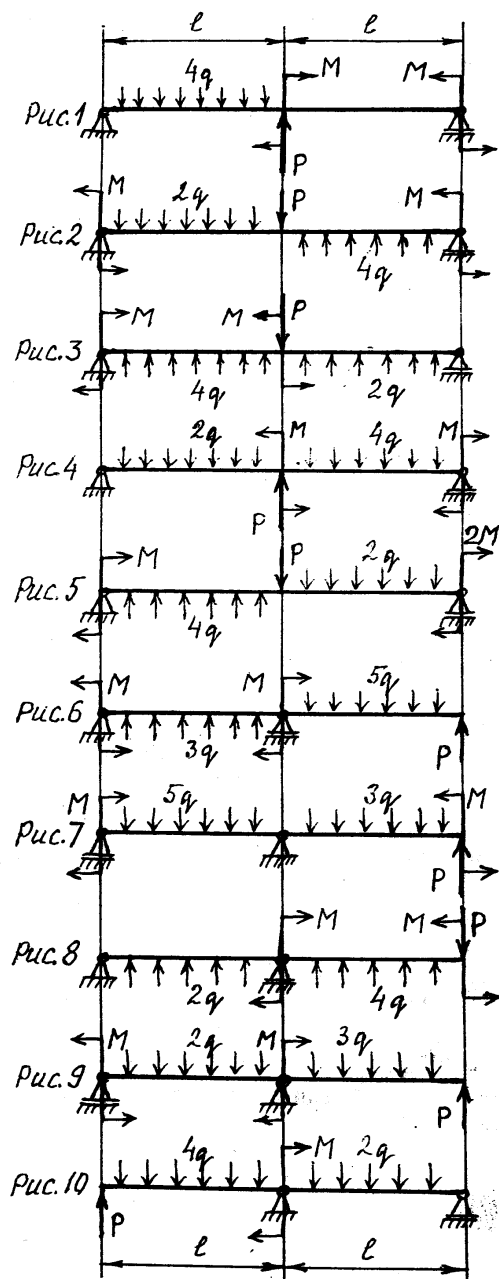 l l
4q M M
Рис.1
P
M 2q P M
Рис.2
4q
M M P
Рис.3
4q 2q
2q M 4q M
Рис.4
P
M P 2q 2M
Рис.5
4q
M M 5q
Рис.6
3q P
M 5q 3q M
Рис.7
P
M M P
Рис.8
2q 4q
M 2q M 3q
Рис.9
P
4q M 2q
Рис.10
P
l l